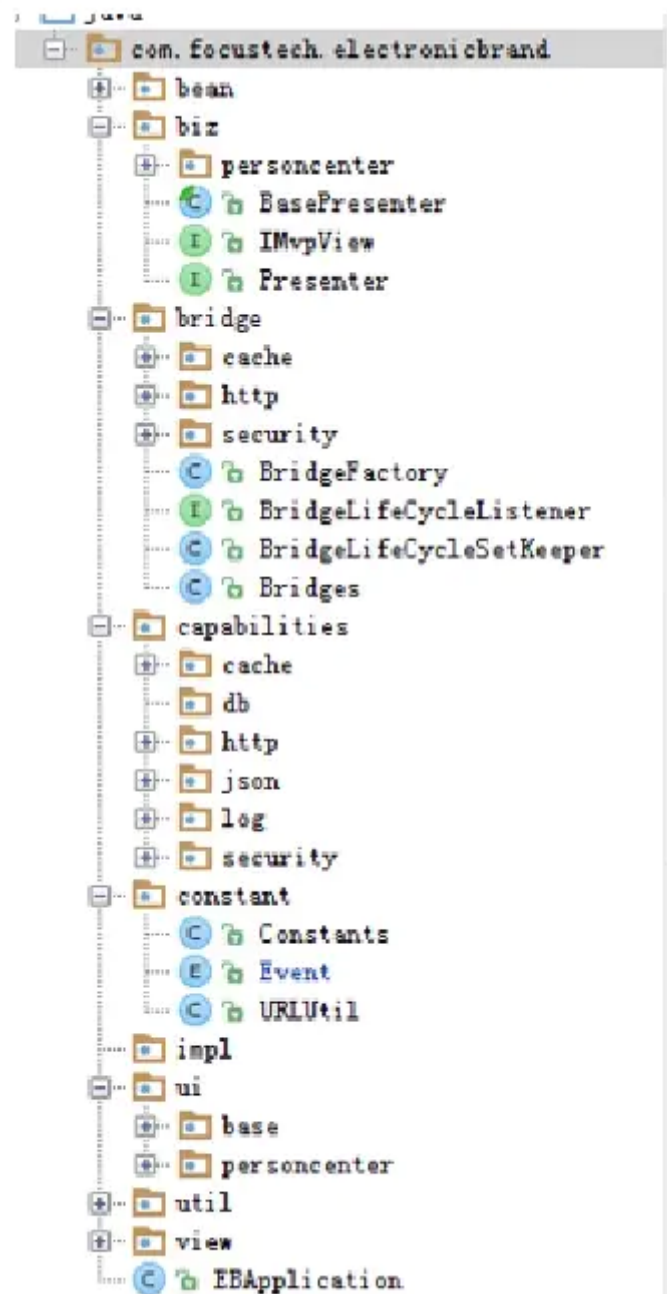 java
com.focustech.electronicbrand
bean
biz
personcenter
C BasePresenter
I IMvpView
I Presenter
bridge
cache
http
security
C BridgeFactory
I BridgeLifeCycleListener
C BridgeLifeCycleSetKeeper
C Bridges
capabilities
cache
db
http
json
log
security
constant
C Constants
E Event
C URLUtil
impl
ui
base
personcenter
util
view
C EBApplication